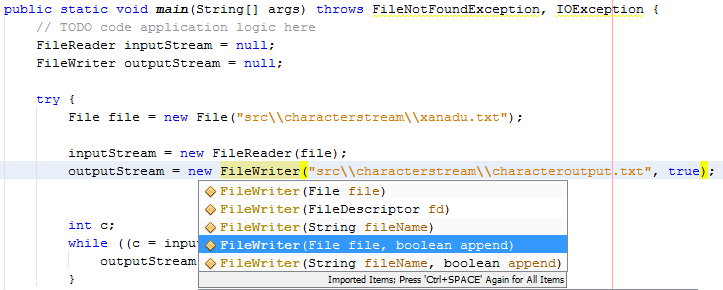 public static void main(String[] args) throws FileNotFoundException, IOException {
// TODO code application logic here
FileReader inputStream = null;
FileWriter outputStream = null;
try {
File file = new File("src\\characterstream\\xanadu.txt");
inputStream = new FileReader(file);
outputStream = new FileWriter("src\\characterstream\\characteroutput.txt", true);
FileWriter(File file)
FileWriter(FileDescriptor fd)
int c;
FileWriter(String fileName)
while ((c = inpu
FileWriter(File file, boolean append)
outputStream
FileWriter(String fileName, boolean append)
}
Imported Items; Press 'Ctrl+SPACE' Again for All Items